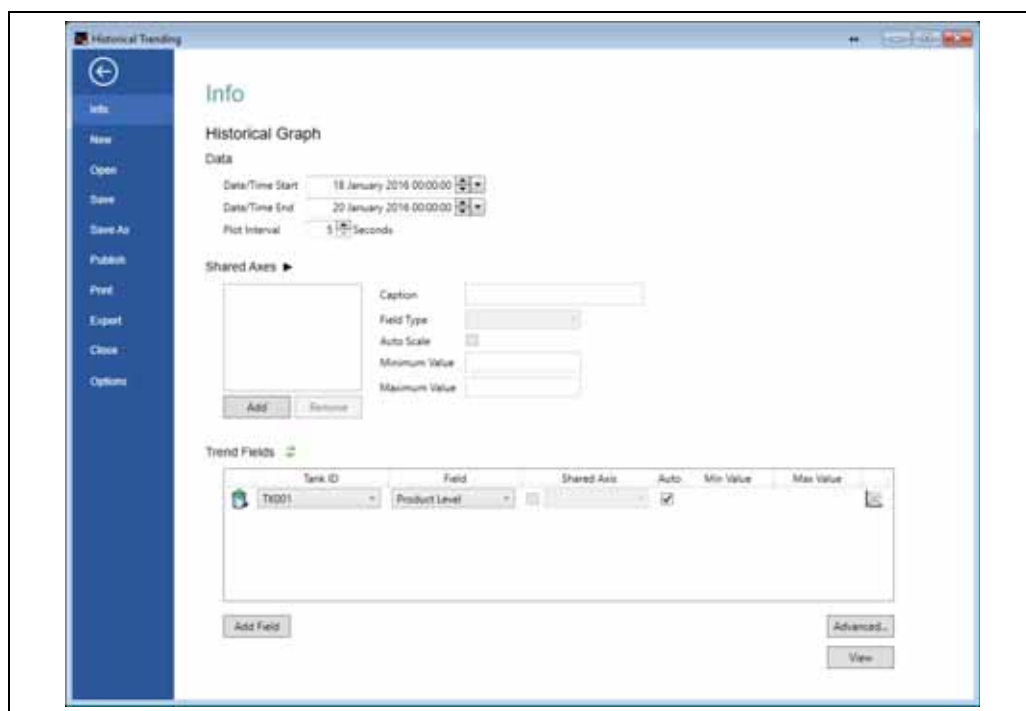 Historical Trending
Info
Info
New
Open
Save
Save As
Publish
Print
Export
Close
Options
Historical Graph
Data
Date/Time Start 18 January 2016 00:00:00
Date/Time End 20 January 2016 00:00:00
Plot Interval 5 Seconds
Shared Axes
Caption
Field Type
Auto Scale
Minimum Value
Maximum Value
Add Remove
Trend Fields
Tank ID Field Shared Axis Auto Min Value Max Value
TK001 Product Level
Add Field Advanced...
View